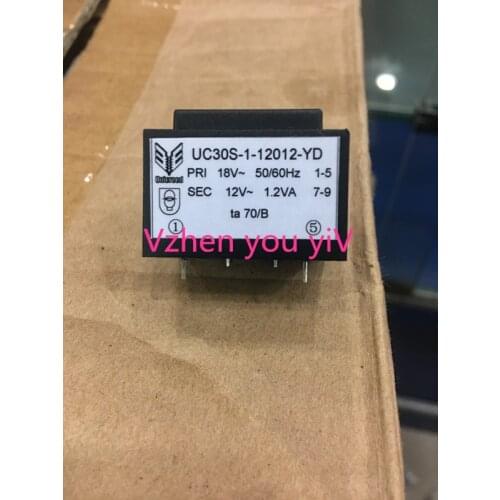 UC30S-1-12012-YD
PRI 18V~ 50/60Hz 1-5
SEC 12V~ 1.2VA 7-9
ta 70/B
① ⑤
Vzhen you yiV